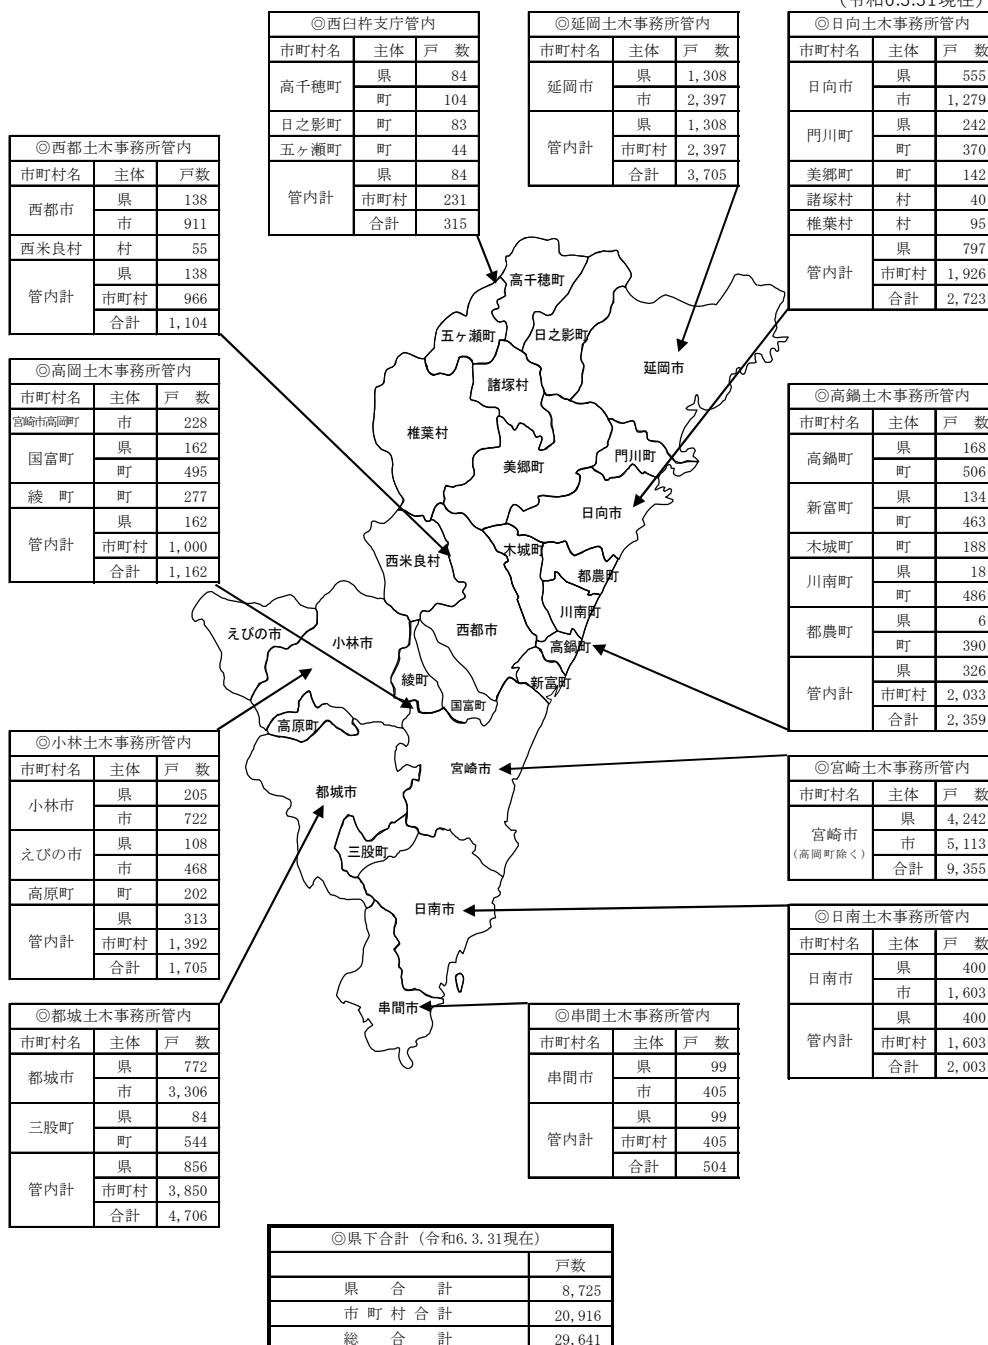 (令和6.3.31現在)
◎西臼杵支庁管内
市町村名 主体 戸 数
高千穂町 県 84
町 104
日之影町 町 83
五ヶ瀬町 町 44
管内計 県 84
市町村 231
合計 315
◎延岡土木事務所管内
市町村名 主体 戸 数
延岡市 県 1,308
市 2,397
管内計 県 1,308
市町村 2,397
合計 3,705
◎日向土木事務所管内
市町村名 主体 戸 数
日向市 県 555
市 1,279
門川町 県 242
町 370
美郷町 町 142
諸塚村 村 40
椎葉村 村 95
管内計 県 797
市町村 1,926
合計 2,723
◎西都土木事務所管内
市町村名 主体 戸数
西都市 県 138
市 911
西米良村 村 55
管内計 県 138
市町村 966
合計 1,104
◎高岡土木事務所管内
市町村名 主体 戸 数
宮崎市高岡町 市 228
国富町 県 162
町 495
綾 町 町 277
管内計 県 162
市町村 1,000
合計 1,162
◎高鍋土木事務所管内
市町村名 主体 戸 数
高鍋町 県 168
町 506
新富町 県 134
町 463
木城町 町 188
川南町 県 18
町 486
都農町 県 6
町 390
管内計 県 326
市町村 2,033
合計 2,359
高千穂町
五ヶ瀬町
日之影町
延岡市
諸塚村
椎葉村
美郷町
門川町
日向市
木城町
西米良村
都農町
川南町
西都市
えびの市
小林市
高鍋町
綾町
新富町
国富町
高原町
宮崎市
都城市
三股町
日南市
串間市
◎小林土木事務所管内
市町村名 主体 戸 数
小林市 県 205
市 722
えびの市 県 108
市 468
高原町 町 202
管内計 県 313
市町村 1,392
合計 1,705
◎宮崎土木事務所管内
市町村名 主体 戸 数
宮崎市 県 4,242
(高岡町除く) 市 5,113
合計 9,355
◎日南土木事務所管内
市町村名 主体 戸 数
日南市 県 400
市 1,603
管内計 県 400
市町村 1,603
合計 2,003
◎都城土木事務所管内
市町村名 主体 戸 数
都城市 県 772
市 3,306
三股町 県 84
町 544
管内計 県 856
市町村 3,850
合計 4,706
◎串間土木事務所管内
市町村名 主体 戸 数
串間市 県 99
市 405
管内計 県 99
市町村 405
合計 504
◎県下合計(令和6.3.31現在)
戸数
県 合 計 8,725
市 町 村 合 計 20,916
総 合 計 29,641